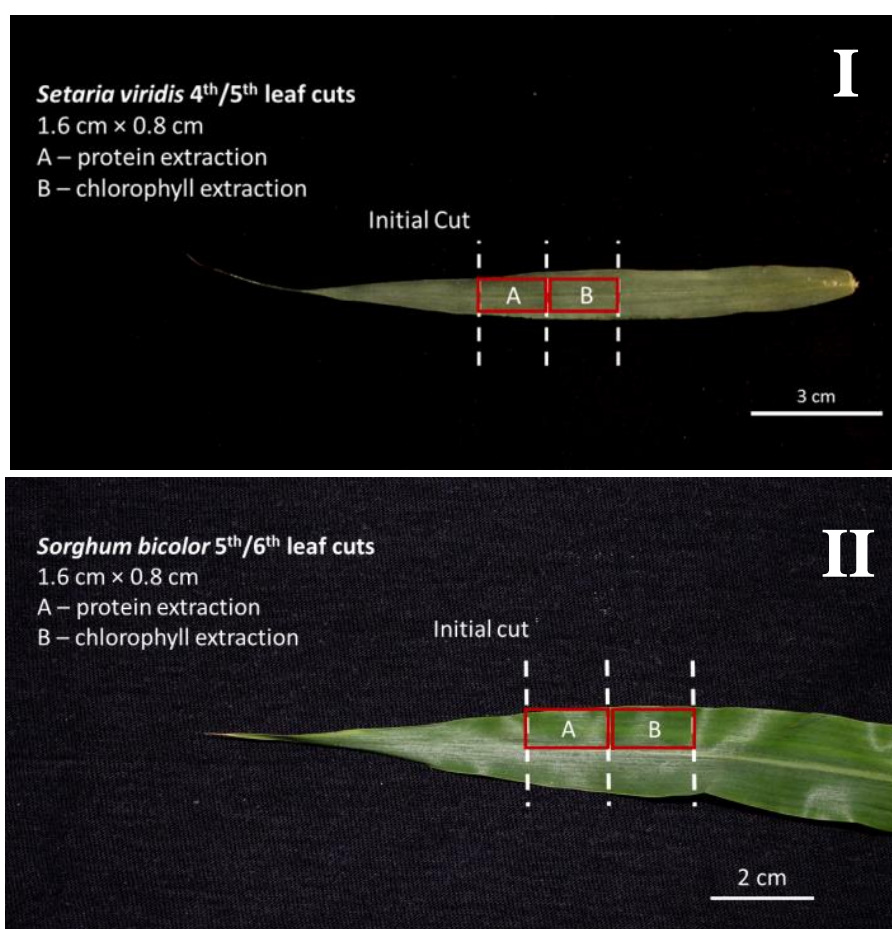 I
Setaria viridis 4th/5th leaf cuts
1.6 cm × 0.8 cm
A – protein extraction
B – chlorophyll extraction
Initial Cut
A B
3 cm
II
Sorghum bicolor 5th/6th leaf cuts
1.6 cm × 0.8 cm
A – protein extraction
B – chlorophyll extraction
Initial cut
A B
2 cm